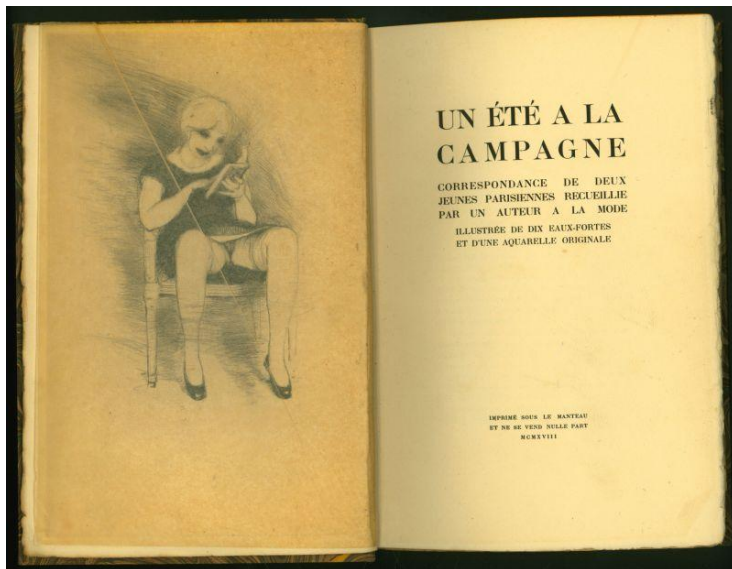 UN ÉTÉ A LA
CAMPAGNE
CORRESPONDANCE DE DEUX
JEUNES PARISIENNES RECUEILLIE
PAR UN AUTEUR A LA MODE
ILLUSTRÉE DE DIX EAUX-FORTES
ET D'UNE AQUARELLE ORIGINALE
IMPRIMÉ SOUS LE MANTEAU
ET NE SE VEND NULLE PART
MCMXVIII